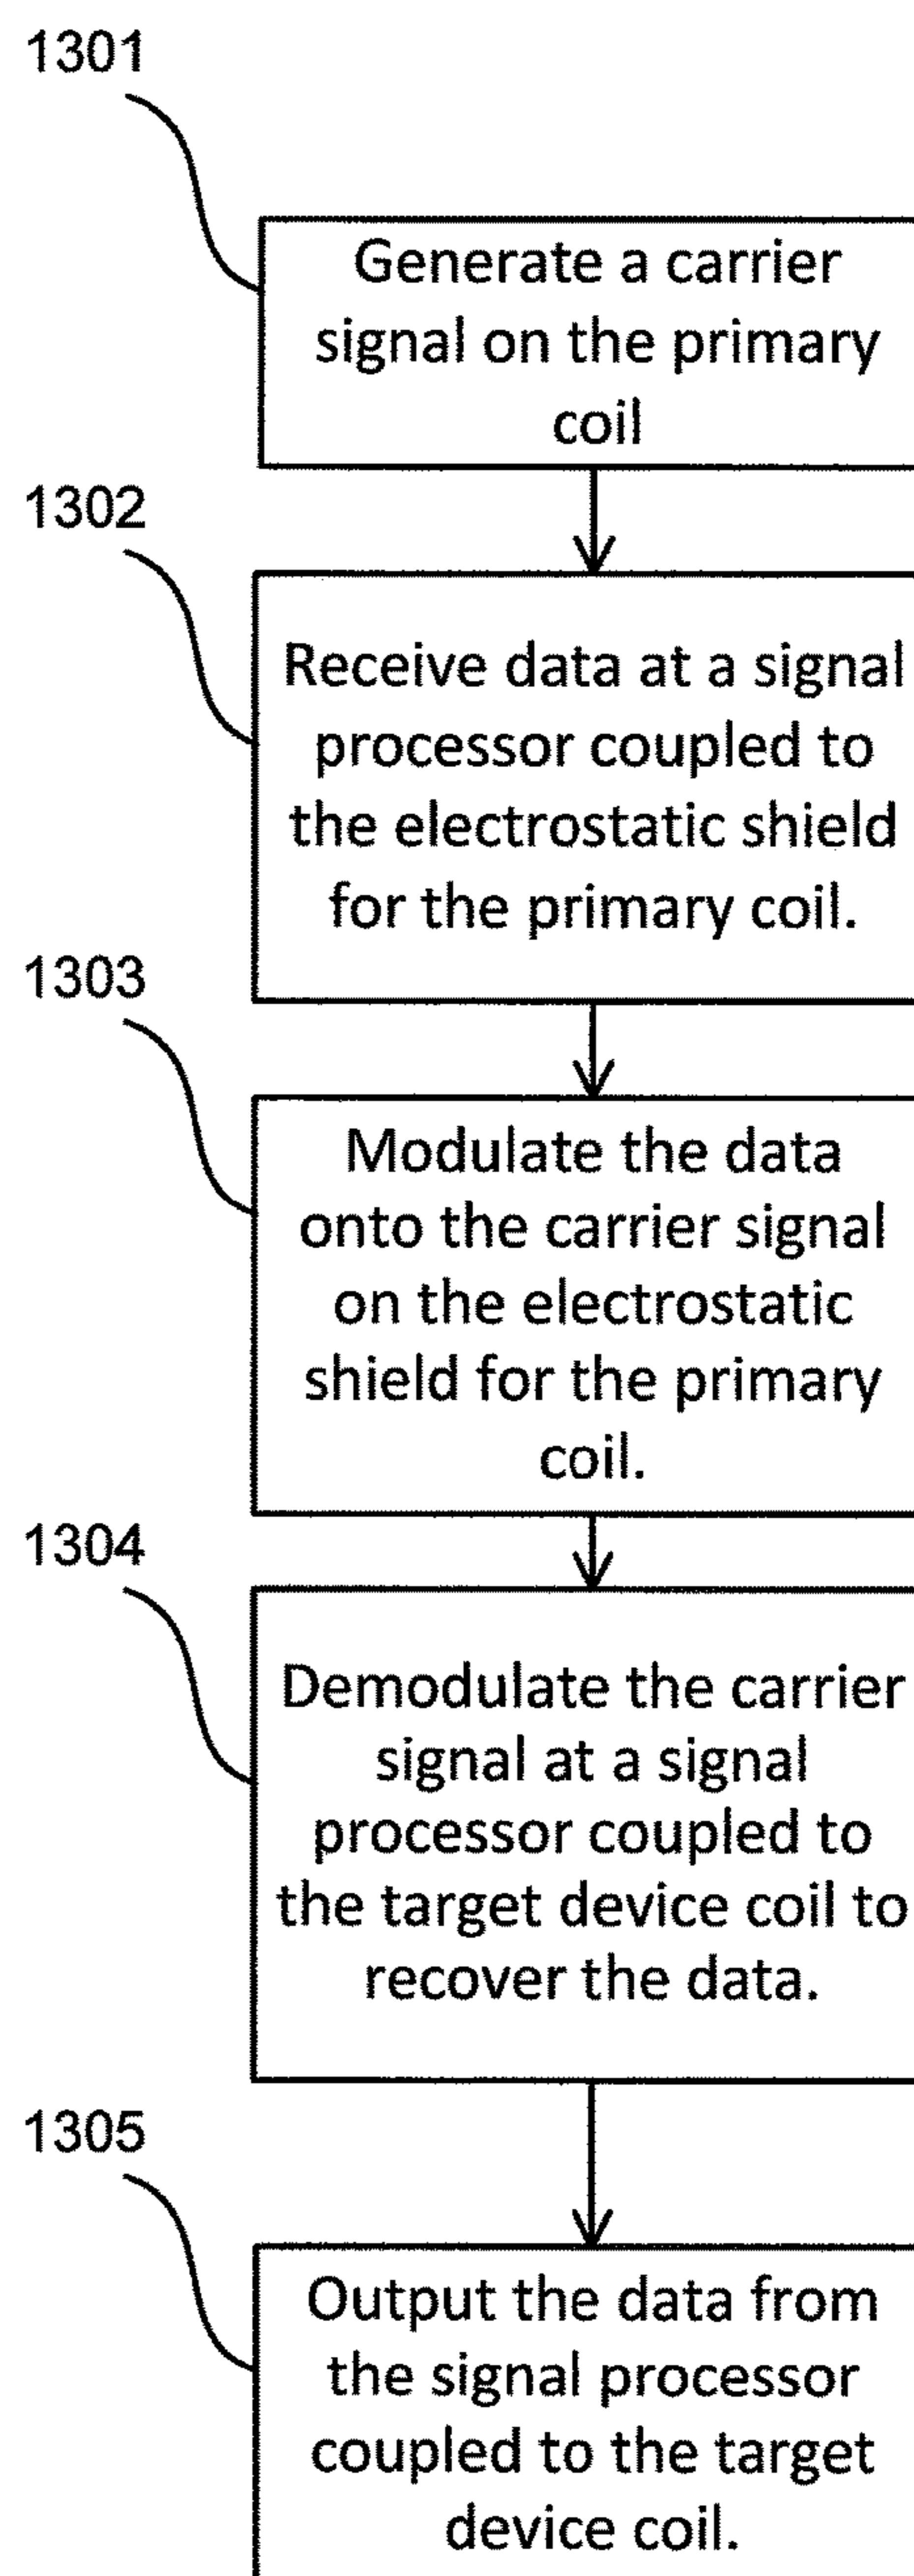 1301
Generate a carrier
signal on the primary
coil
1302
Receive data at a signal
processor coupled to
the electrostatic shield
for the primary coil.
1303
Modulate the data
onto the carrier signal
on the electrostatic
shield for the primary
coil.
1304
Demodulate the carrier
signal at a signal
processor coupled to
the target device coil to
recover the data.
1305
Output the data from
the signal processor
coupled to the target
device coil.